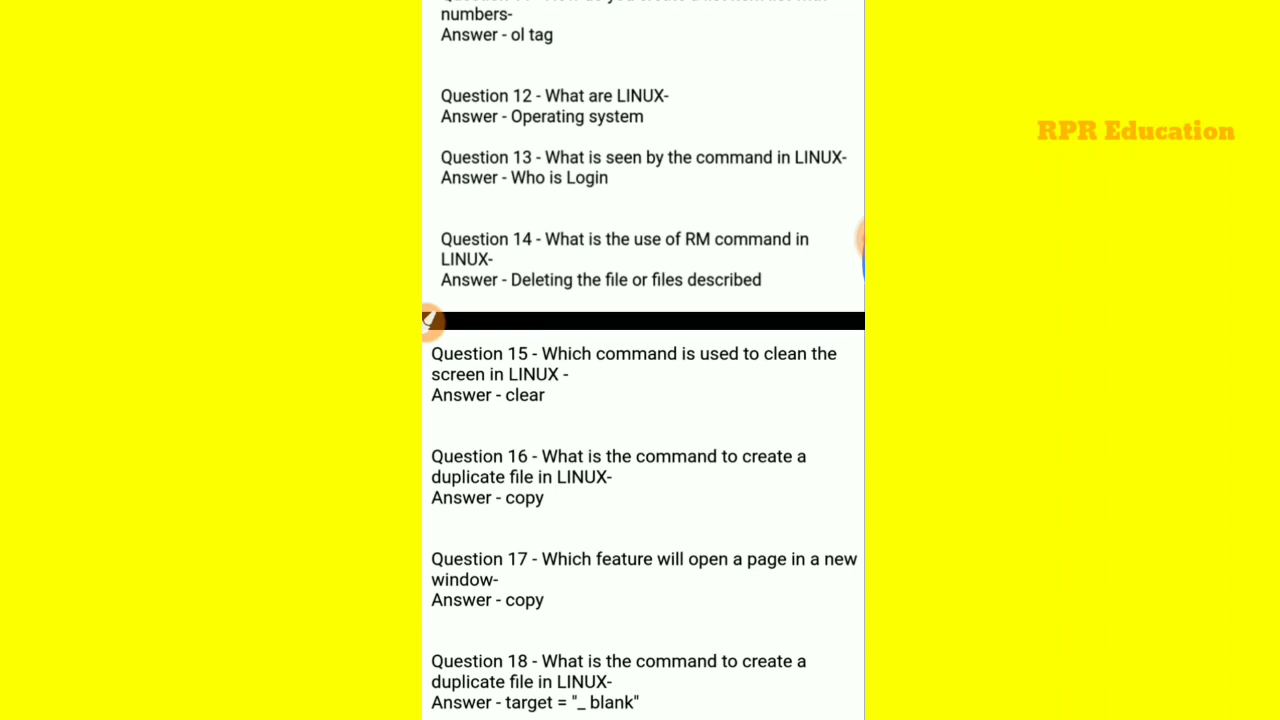 numbers-
Answer - ol tag
Question 12 - What are LINUX-
Answer - Operating system
RPR Education
Question 13 - What is seen by the command in LINUX-
Answer - Who is Login
Question 14 - What is the use of RM command in
LINUX-
Answer - Deleting the file or files described
Question 15 - Which command is used to clean the
screen in LINUX -
Answer - clear
Question 16 - What is the command to create a
duplicate file in LINUX-
Answer - copy
Question 17 - Which feature will open a page in a new
window-
Answer - copy
Question 18 - What is the command to create a
duplicate file in LINUX-
Answer - target = "_ blank"